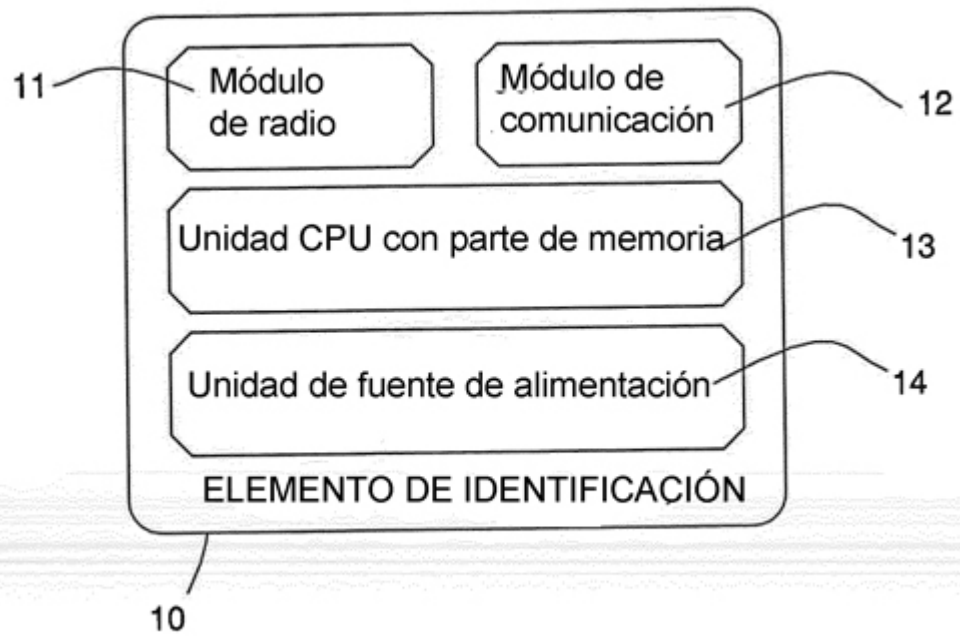 11
Módulo
de radio
Módulo de
comunicación
12
Unidad CPU con parte de memoria
13
Unidad de fuente de alimentación
14
ELEMENTO DE IDENTIFICACIÓN
10